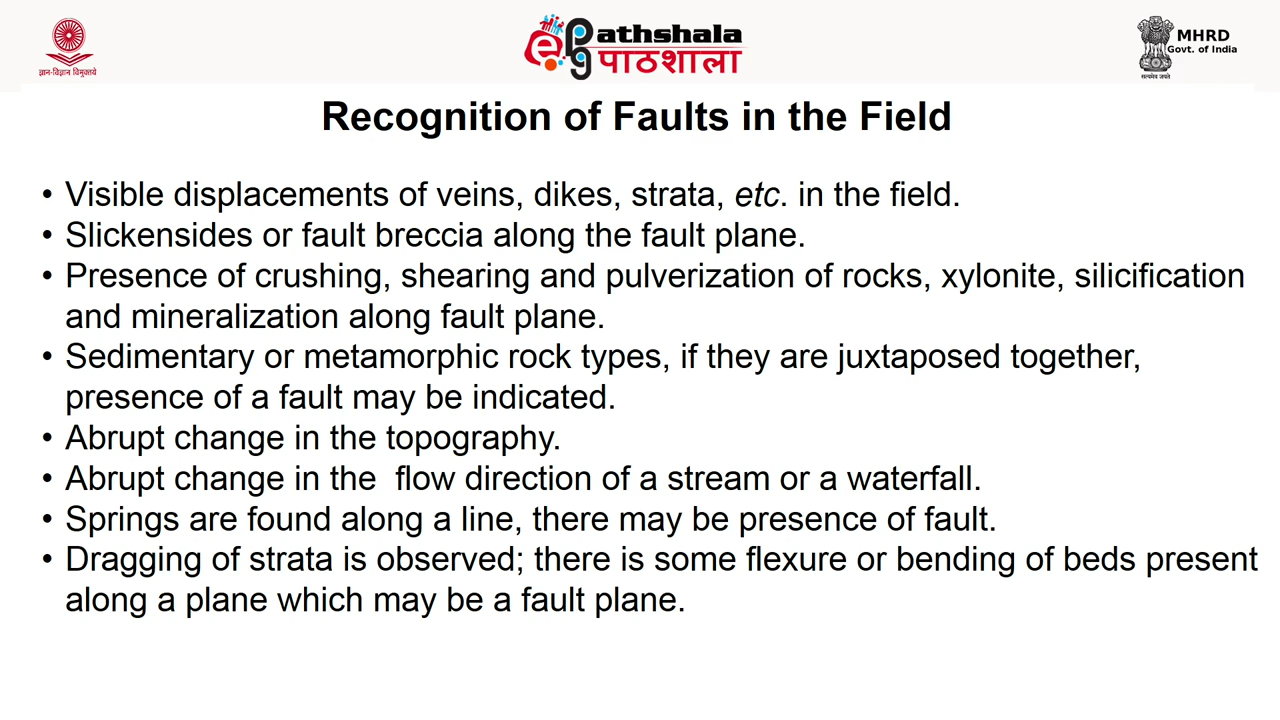 ज्ञान-विज्ञान विमुक्तये
ePathshala
पाठशाला
MHRD
Govt. of India
सत्यमेव जयते
Recognition of Faults in the Field
• Visible displacements of veins, dikes, strata, etc. in the field.
• Slickensides or fault breccia along the fault plane.
• Presence of crushing, shearing and pulverization of rocks, xylonite, silicification
and mineralization along fault plane.
• Sedimentary or metamorphic rock types, if they are juxtaposed together,
presence of a fault may be indicated.
• Abrupt change in the topography.
• Abrupt change in the  flow direction of a stream or a waterfall.
• Springs are found along a line, there may be presence of fault.
• Dragging of strata is observed; there is some flexure or bending of beds present
along a plane which may be a fault plane.